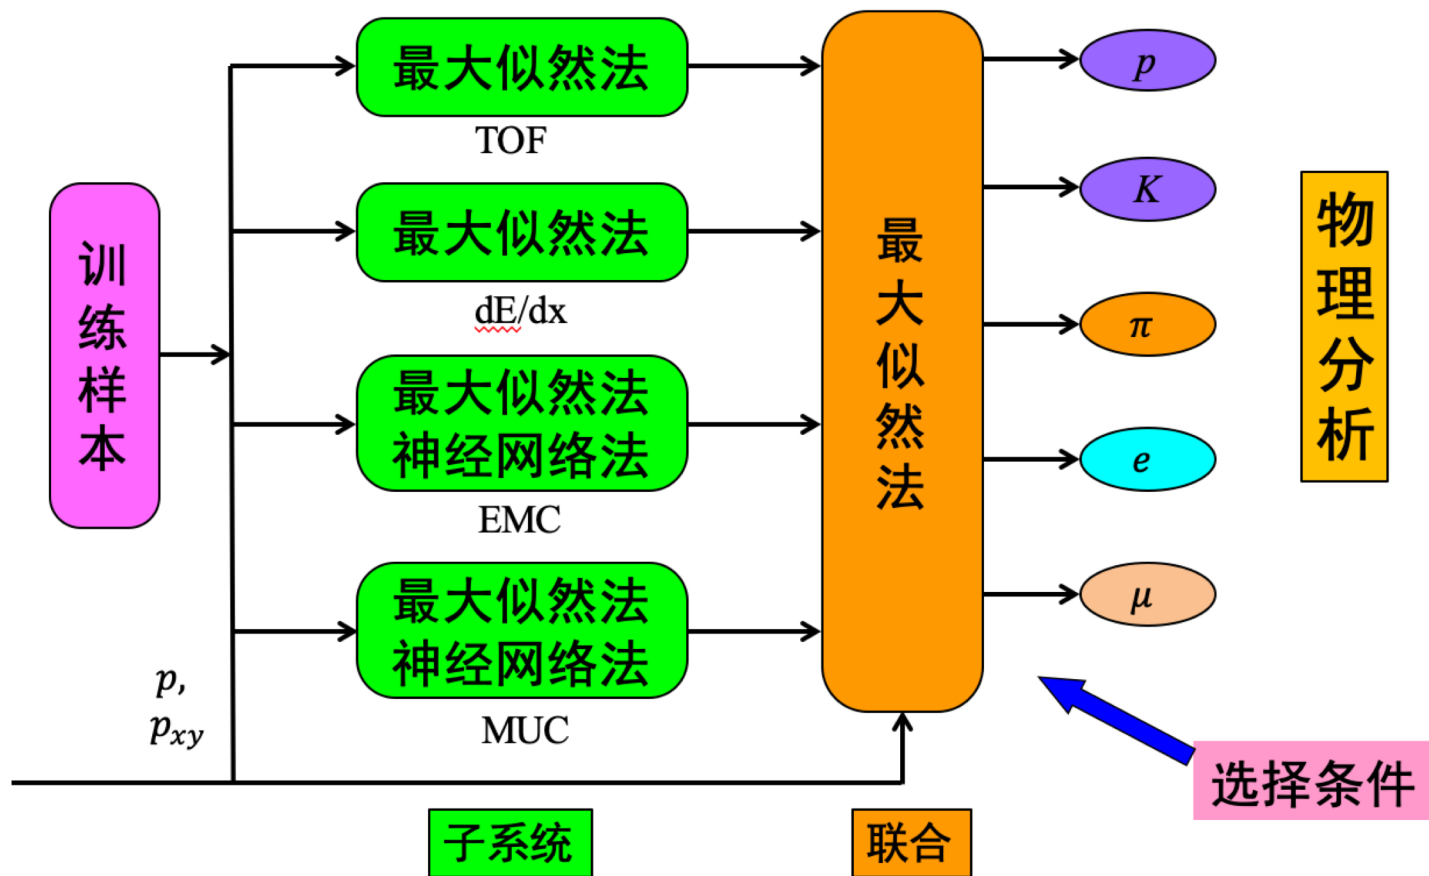 训练样本
p,
pxy
最大似然法
TOF
最大似然法
dE/dx
最大似然法
神经网络法
EMC
最大似然法
神经网络法
MUC
子系统
最大似然法
联合
p
K
π
e
μ
物理分析
选择条件